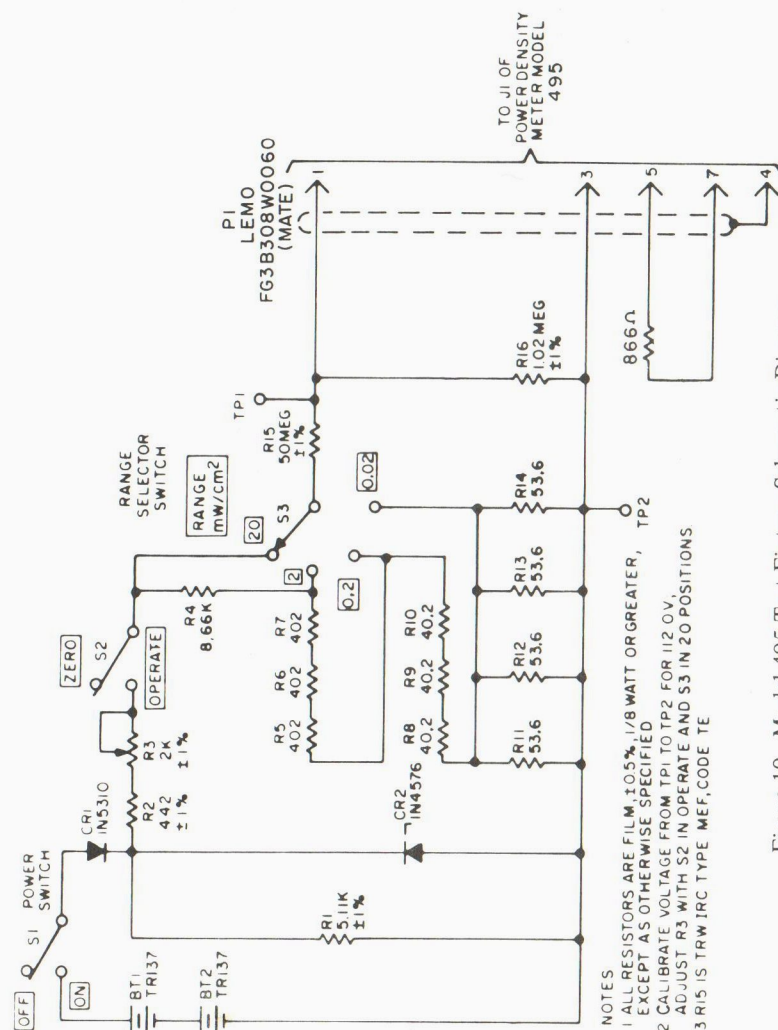 OFF
ON
S1
POWER
SWITCH
BT1
TR137
BT2
TR137
CR1
IN5310
R2
442
±1%
R3
2K
±1%
ZERO
S2
OPERATE
R1
5.11K
±1%
CR2
IN4576
R4
8.66K
R5
402
R6
402
R7
402
R8
40.2
R9
40.2
R10
40.2
R11
53.6
R12
53.6
R13
53.6
R14
53.6
RANGE
SELECTOR
SWITCH
RANGE
mW/cm²
20
2
0.2
0.02
S3
R15
50MEG
±1%
TP1
TP2
R16
1.02 MEG
±1%
P1
LEMO
FG3B308W0060
(MATE)
1
3
5
7
4
866Ω
TO J1 OF
POWER DENSITY
METER MODEL
495
NOTES
1 ALL RESISTORS ARE FILM, ±0.5%, 1/8 WATT OR GREATER,
EXCEPT AS OTHERWISE SPECIFIED
2 CALIBRATE VOLTAGE FROM TP1 TO TP2 FOR 112 0V,
ADJUST R3 WITH S2 IN OPERATE AND S3 IN 20 POSITIONS
3 R15 IS TRW IRC TYPE MEF, CODE TE